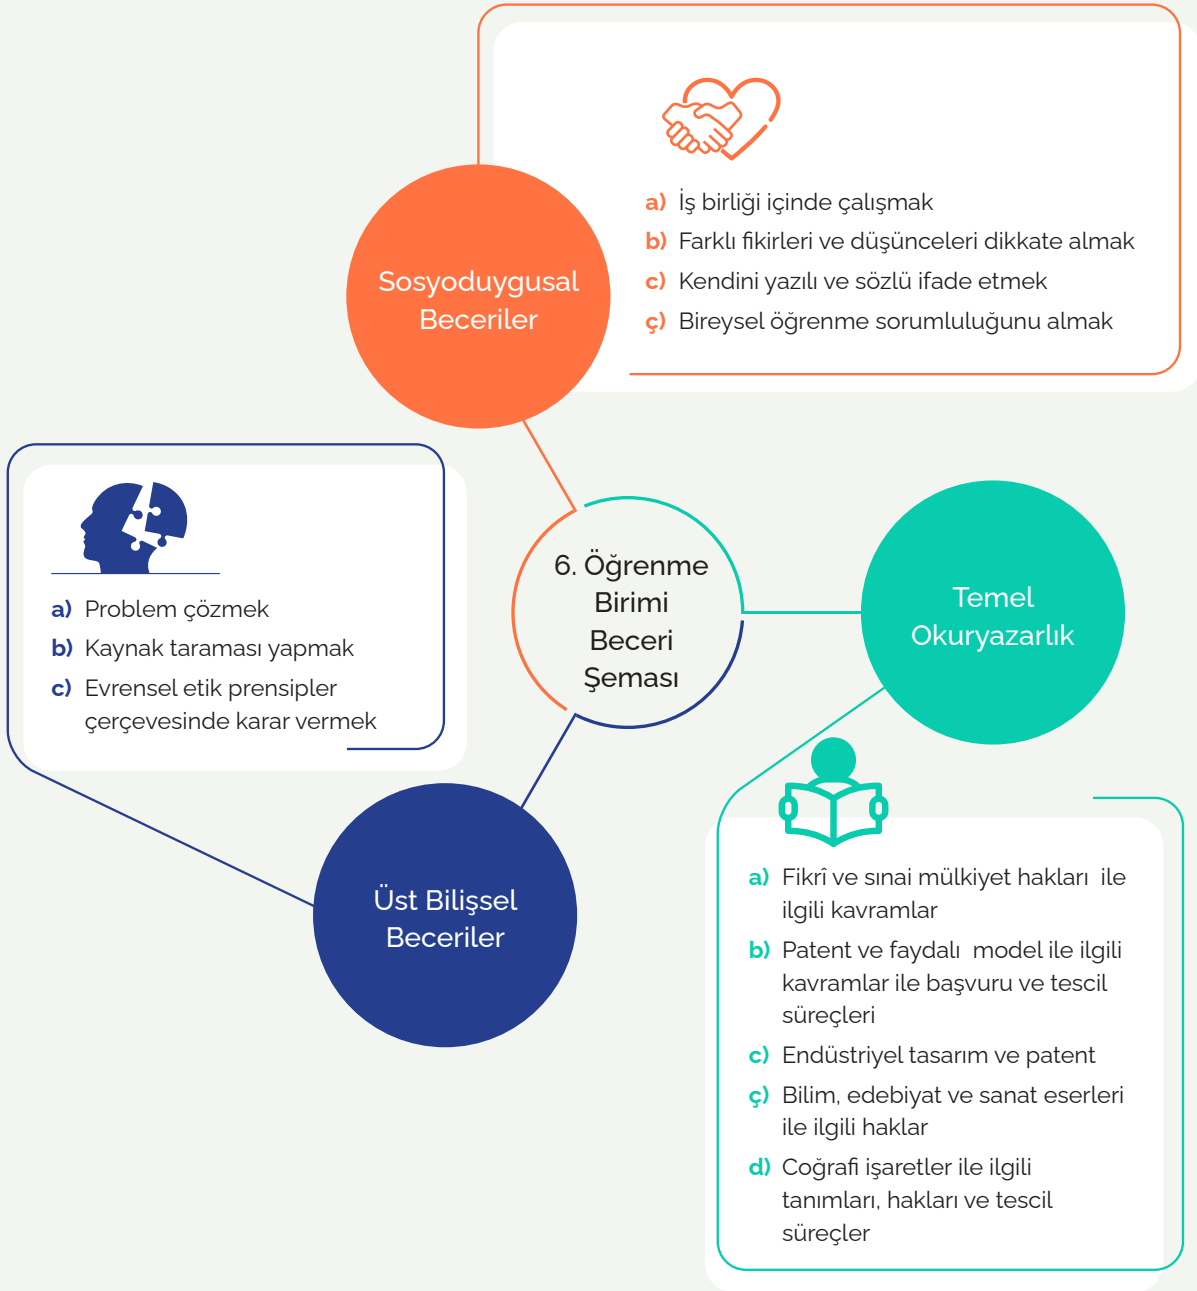 Sosyoduygusal
Beceriler
a) İş birliği içinde çalışmak
b) Farklı fikirleri ve düşünceleri dikkate almak
c) Kendini yazılı ve sözlü ifade etmek
ç) Bireysel öğrenme sorumluluğunu almak
6. Öğrenme
Birimi
Beceri
Şeması
a) Problem çözmek
b) Kaynak taraması yapmak
c) Evrensel etik prensipler
çerçevesinde karar vermek
Üst Bilişsel
Beceriler
Temel
Okuryazarlık
a) Fikrî ve sınai mülkiyet hakları ile
ilgili kavramlar
b) Patent ve faydalı model ile ilgili
kavramlar ile başvuru ve tescil
süreçleri
c) Endüstriyel tasarım ve patent
ç) Bilim, edebiyat ve sanat eserleri
ile ilgili haklar
d) Coğrafi işaretler ile ilgili
tanımları, hakları ve tescil
süreçler